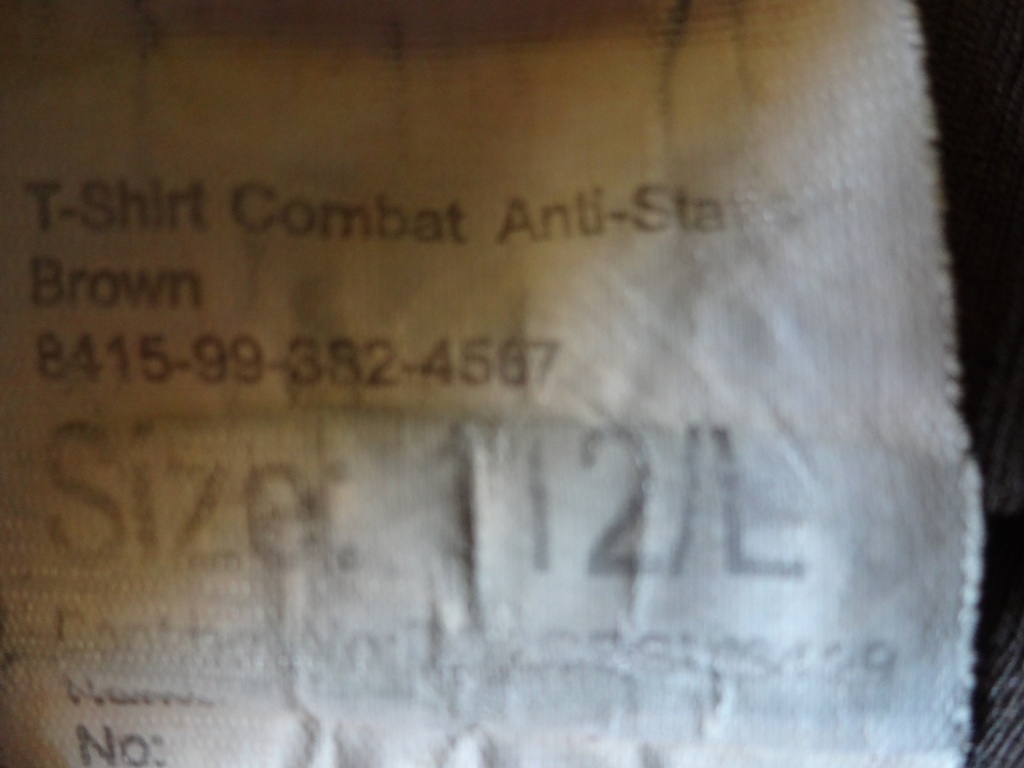 T-Shirt Combat Anti-Sta
Brown
8415-99-382-4567
Size: 112/L
No: